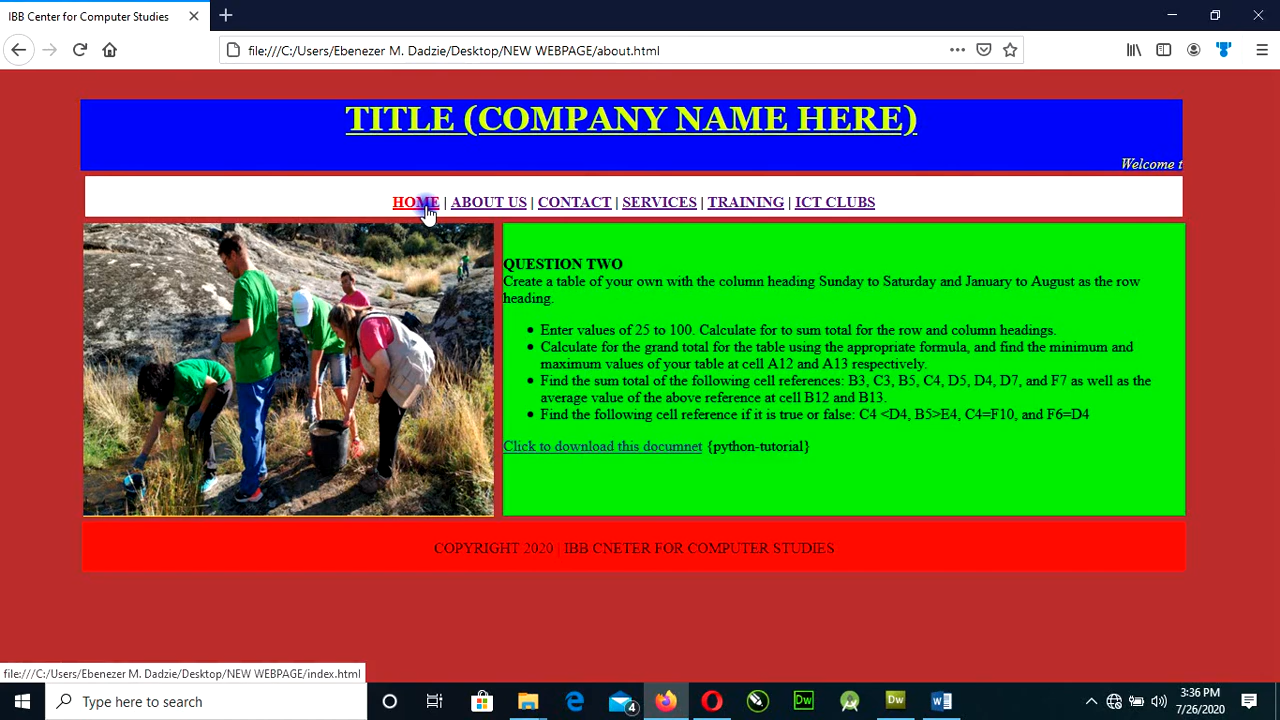 IBB Center for Computer Studies
file:///C:/Users/Ebenezer M. Dadzie/Desktop/NEW WEBPAGE/about.html
TITLE (COMPANY NAME HERE)
Welcome t
HOME | ABOUT US | CONTACT | SERVICES | TRAINING | ICT CLUBS
QUESTION TWO
Create a table of your own with the column heading Sunday to Saturday and January to August as the row
heading.
• Enter values of 25 to 100. Calculate for to sum total for the row and column headings.
• Calculate for the grand total for the table using the appropriate formula, and find the minimum and
maximum values of your table at cell A12 and A13 respectively.
• Find the sum total of the following cell references: B3, C3, B5, C4, D5, D4, D7, and F7 as well as the
average value of the above reference at cell B12 and B13.
• Find the following cell reference if it is true or false: C4 <D4, B5>E4, C4=F10, and F6=D4
Click to download this documnet {python-tutorial}
COPYRIGHT 2020 | IBB CNETER FOR COMPUTER STUDIES
file:///C:/Users/Ebenezer M. Dadzie/Desktop/NEW WEBPAGE/index.html
Type here to search
4
Dw
Dw
3:36 PM
7/26/2020